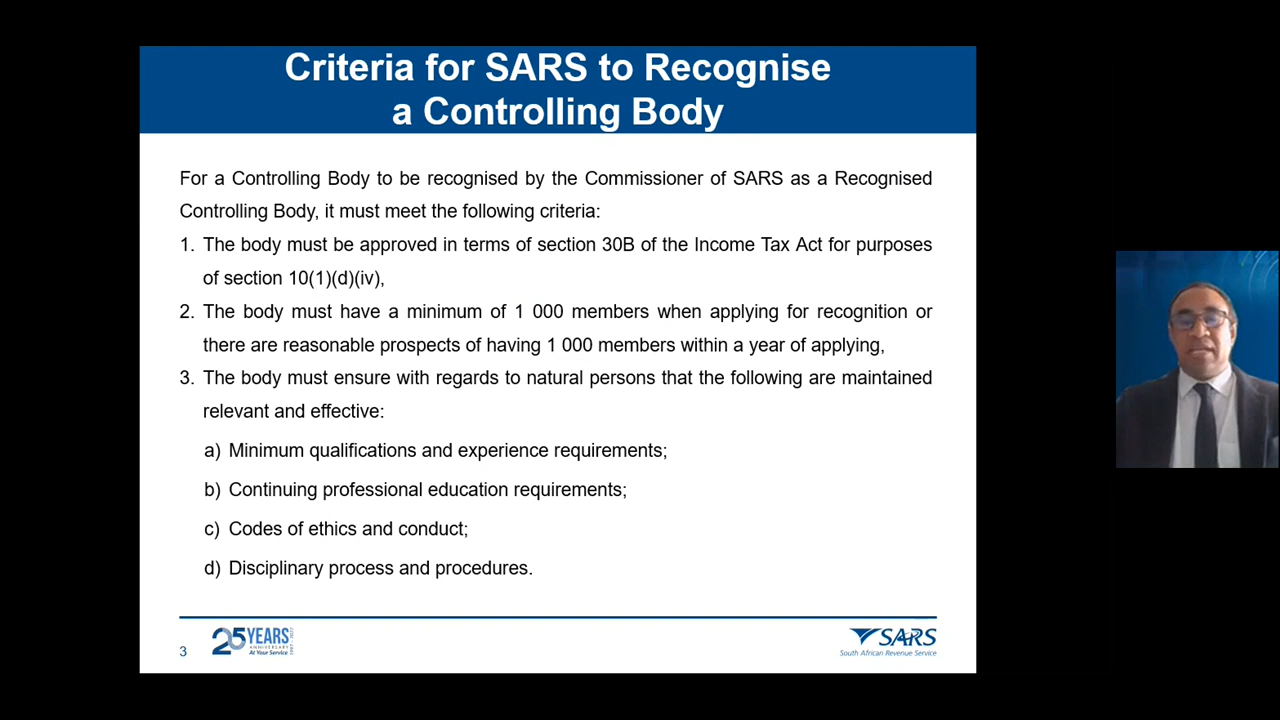 Criteria for SARS to Recognise
a Controlling Body
For a Controlling Body to be recognised by the Commissioner of SARS as a Recognised
Controlling Body, it must meet the following criteria:
1. The body must be approved in terms of section 30B of the Income Tax Act for purposes
of section 10(1)(d)(iv),
2. The body must have a minimum of 1 000 members when applying for recognition or
there are reasonable prospects of having 1 000 members within a year of applying,
3. The body must ensure with regards to natural persons that the following are maintained
relevant and effective:
a) Minimum qualifications and experience requirements;
b) Continuing professional education requirements;
c) Codes of ethics and conduct;
d) Disciplinary process and procedures.
3
25 YEARS
ANNIVERSARY
At Your Service
SARS
South African Revenue Service